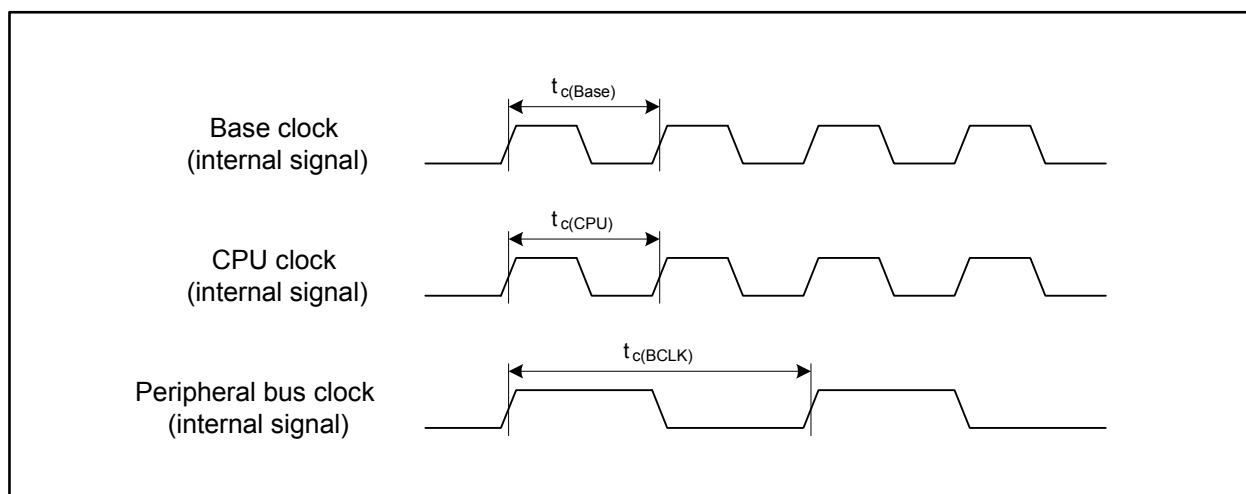 t c(Base)
Base clock
(internal signal)
t c(CPU)
CPU clock
(internal signal)
t c(BCLK)
Peripheral bus clock
(internal signal)